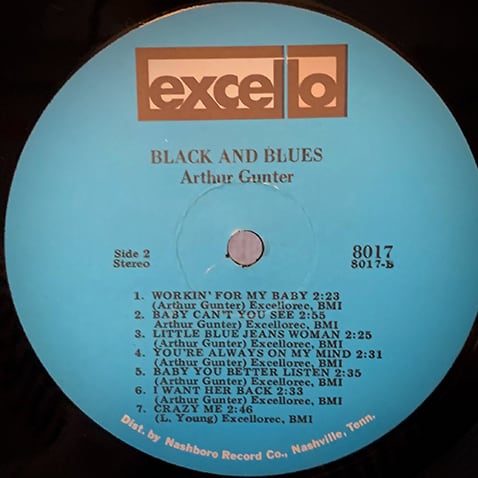 excello
BLACK AND BLUES
Arthur Gunter
Side 2
Stereo
8017
8017-B
1. WORKIN' FOR MY BABY 2:23
(Arthur Gunter) Excellorec, BMI
2. BABY CAN'T YOU SEE 2:55
Arthur Gunter) Excellorec, BMI
3. LITTLE BLUE JEANS WOMAN 2:25
(Arthur Gunter) Excellorec, BMI
4. YOU'RE ALWAYS ON MY MIND 2:31
(Arthur Gunter) Excellorec, BMI
5. BABY YOU BETTER LISTEN 2:35
(Arthur Gunter) Excellorec, BMI
6. I WANT HER BACK 2:33
(Arthur Gunter) Excellorec, BMI
7. CRAZY ME 2:46
(L. Young) Excellorec, BMI
Dist. by Nashboro Record Co., Nashville, Tenn.